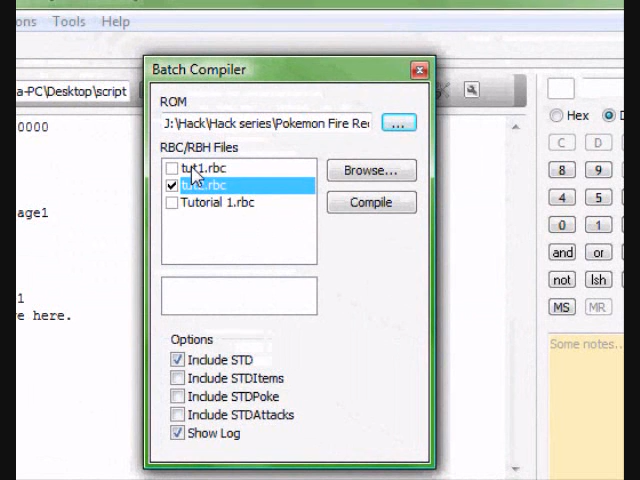 ons Tools Help
Batch Compiler
a-PC\Desktop\script
ROM
J:\Hack\Hack series\Pokemon Fire Re
...
0000
Hex
D
RBC/RBH Files
C D
tut1.rbc
Browse...
8 9
.rbc
4 5
Tutorial 1.rbc
Compile
age1
0 1
and or
not lsh
1
MS MR
e here.
Options
Some notes..
Include STD
Include STDItems
Include STDPoke
Include STDAttacks
Show Log